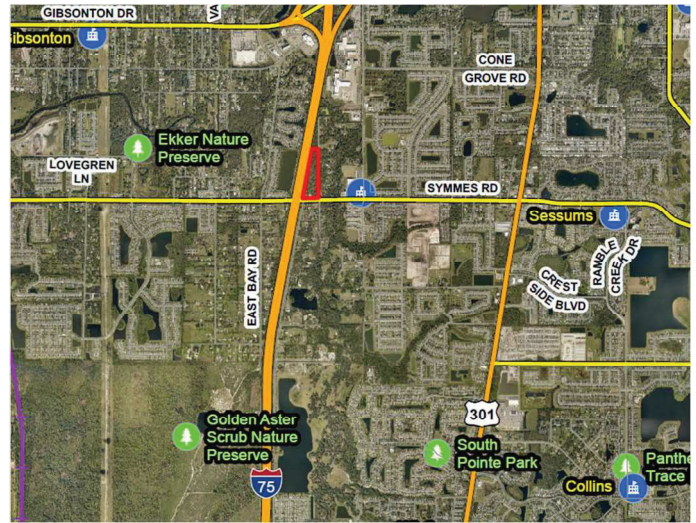 GIBSONTON DR
VA
ibsonton
CONE
GROVE RD
Ekker Nature
Preserve
LOVEGREN
LN
SYMMES RD
Sessums
EAST BAY RD
RAMBLE
CREEK DR
CREST
SIDE BLVD
301
Golden Aster
Scrub Nature
Preserve
South
Pointe Park
Panthe
Trace
Collins
75